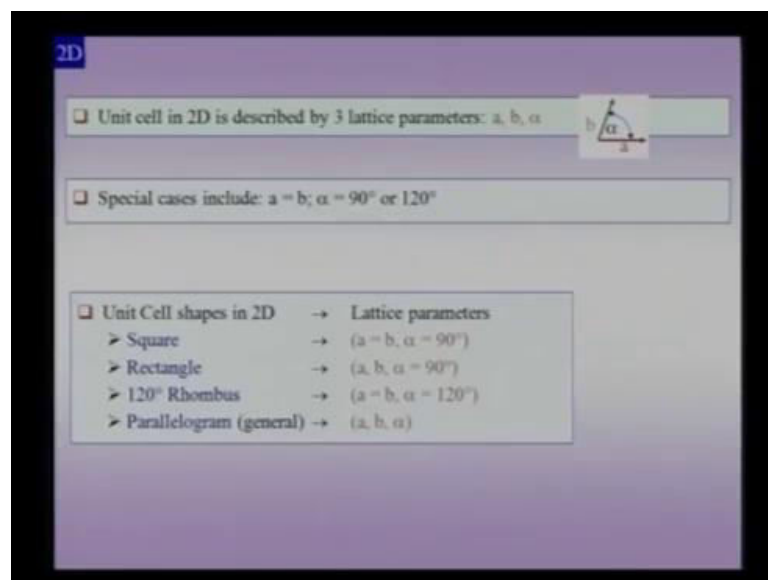 2D
❑ Unit cell in 2D is described by 3 lattice parameters: a, b, α
b α
a
❑ Special cases include: a = b; α = 90° or 120°
❑ Unit Cell shapes in 2D → Lattice parameters
➢ Square → (a = b, α = 90°)
➢ Rectangle → (a, b, α = 90°)
➢ 120° Rhombus → (a = b, α = 120°)
➢ Parallelogram (general) → (a, b, α)